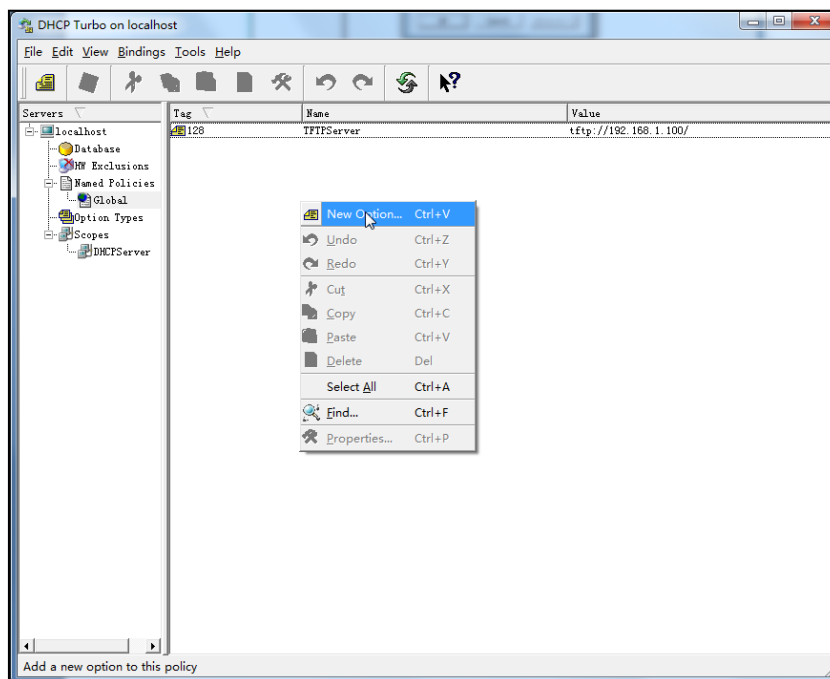 DHCP Turbo on localhost
File Edit View Bindings Tools Help
Servers Tag Name Value
localhost 128 TFTPServer tftp://192.168.1.100/
Database
HW Exclusions
Named Policies
Global
Option Types
Scopes
DHCPServer
New Option... Ctrl+V
Undo Ctrl+Z
Redo Ctrl+Y
Cut Ctrl+X
Copy Ctrl+C
Paste Ctrl+V
Delete Del
Select All Ctrl+A
Find... Ctrl+F
Properties... Ctrl+P
Add a new option to this policy